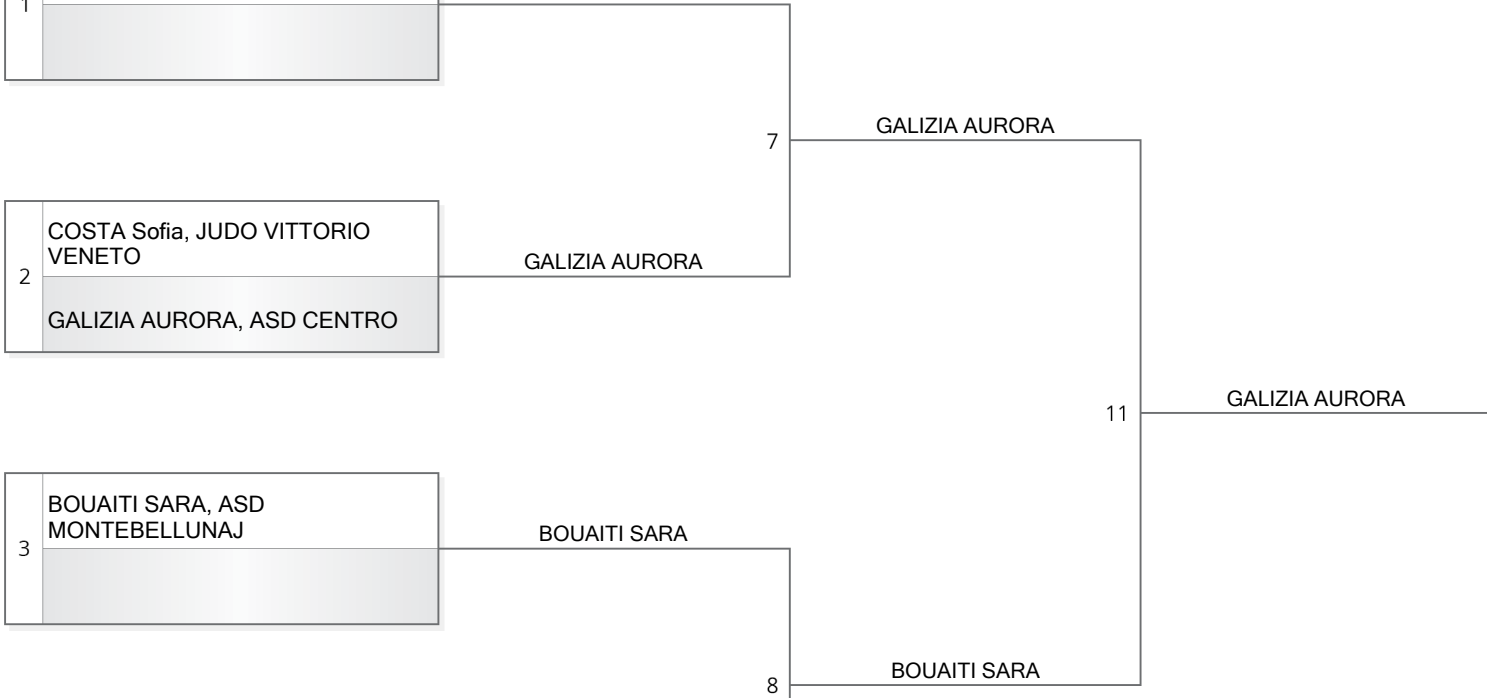 1
GALIZIA AURORA
7
COSTA Sofia, JUDO VITTORIO
VENETO
2
GALIZIA AURORA
GALIZIA AURORA, ASD CENTRO
GALIZIA AURORA
11
BOUAITI SARA, ASD
MONTEBELLUNAJ
BOUAITI SARA
3
BOUAITI SARA
8